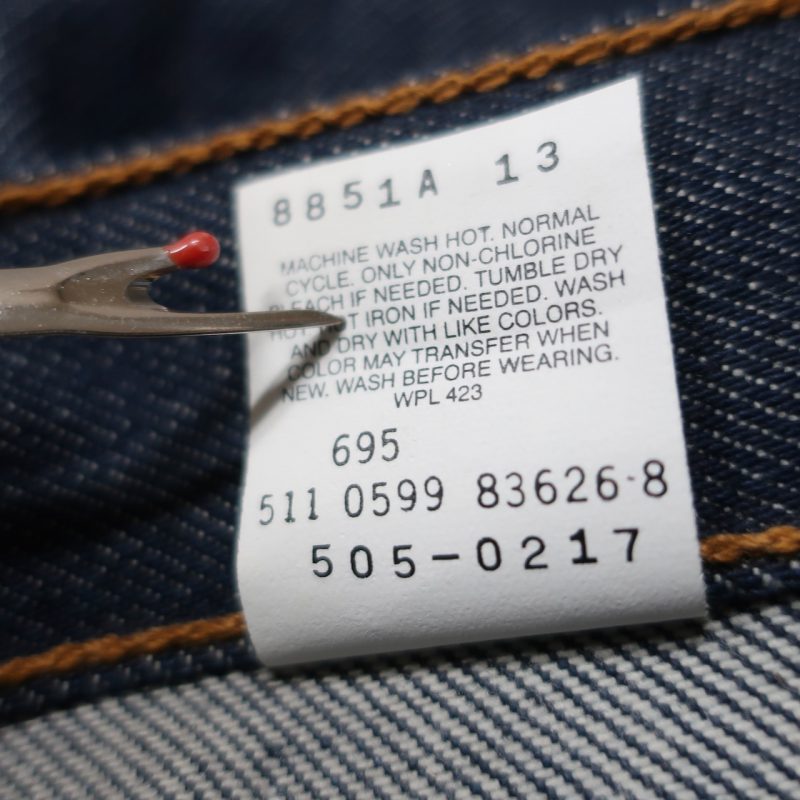 8851A 13
MACHINE WASH HOT. NORMAL
CYCLE. ONLY NON-CHLORINE
BLEACH IF NEEDED. TUMBLE DRY
IRON IF NEEDED. WASH
AND DRY WITH LIKE COLORS.
COLOR MAY TRANSFER WHEN
NEW. WASH BEFORE WEARING.
WPL 423
695
511 0599 83626-8
505-0217